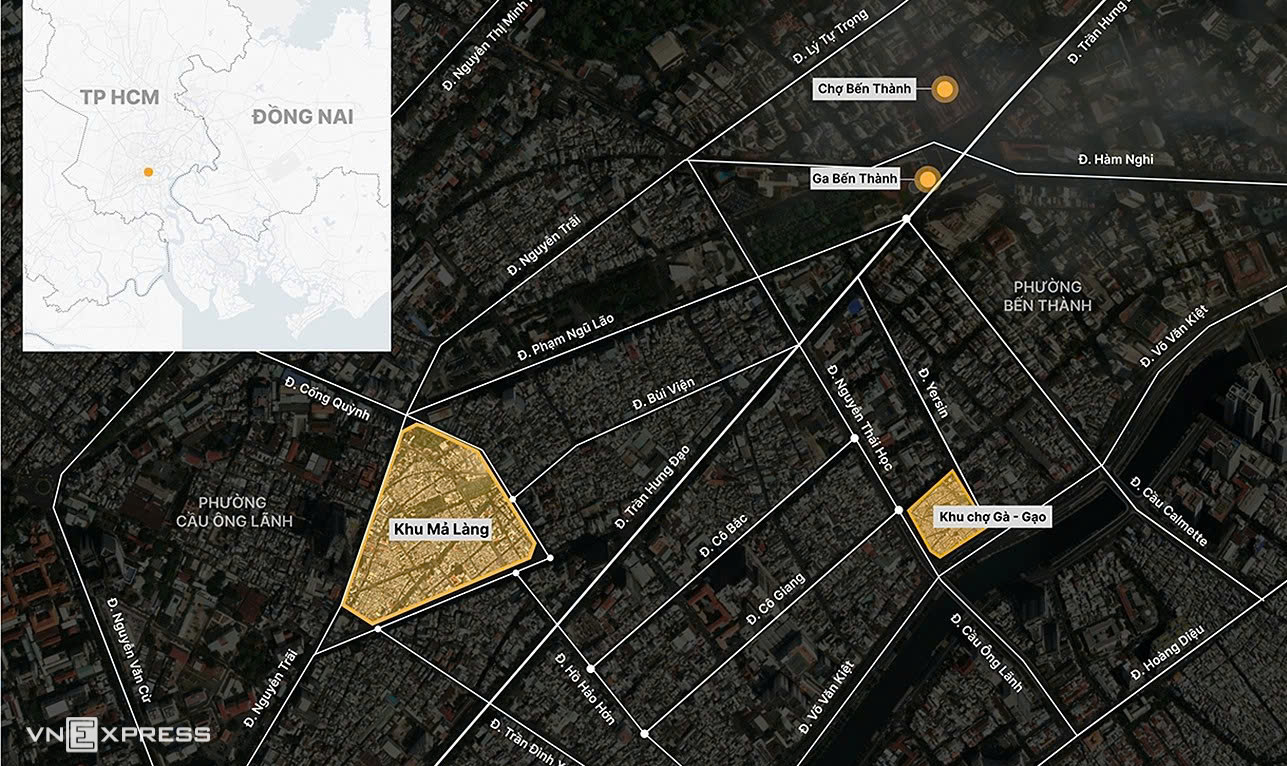 Đ. Nguyễn Thị Minh
Đ. Lý Tự Trọng
Đ. Trần Hưng
TP HCM
ĐỒNG NAI
Chợ Bến Thành
Đ. Hàm Nghi
Ga Bến Thành
Đ. Nguyễn Trãi
PHƯỜNG
BẾN THÀNH
Đ. Phạm Ngũ Lão
Đ. Võ Văn Kiệt
Đ. Cống Quỳnh
Đ. Bùi Viện
Đ. Nguyễn Thái Học
Đ. Yersin
Đ. Trần Hưng Đạo
PHƯỜNG
CẦU ÔNG LÃNH
Khu Mả Làng
Đ. Cô Bắc
Khu chợ Gà - Gạo
Đ. Cầu Calmette
Đ. Cô Giang
Đ. Nguyễn Văn Cừ
Đ. Nguyễn Trãi
Đ. Hồ Hảo Hớn
Đ. Cầu Ông Lãnh
Đ. Hoàng Diệu
Đ. Võ Văn Kiệt
Đ. Trần Đình
VNEXPRESS